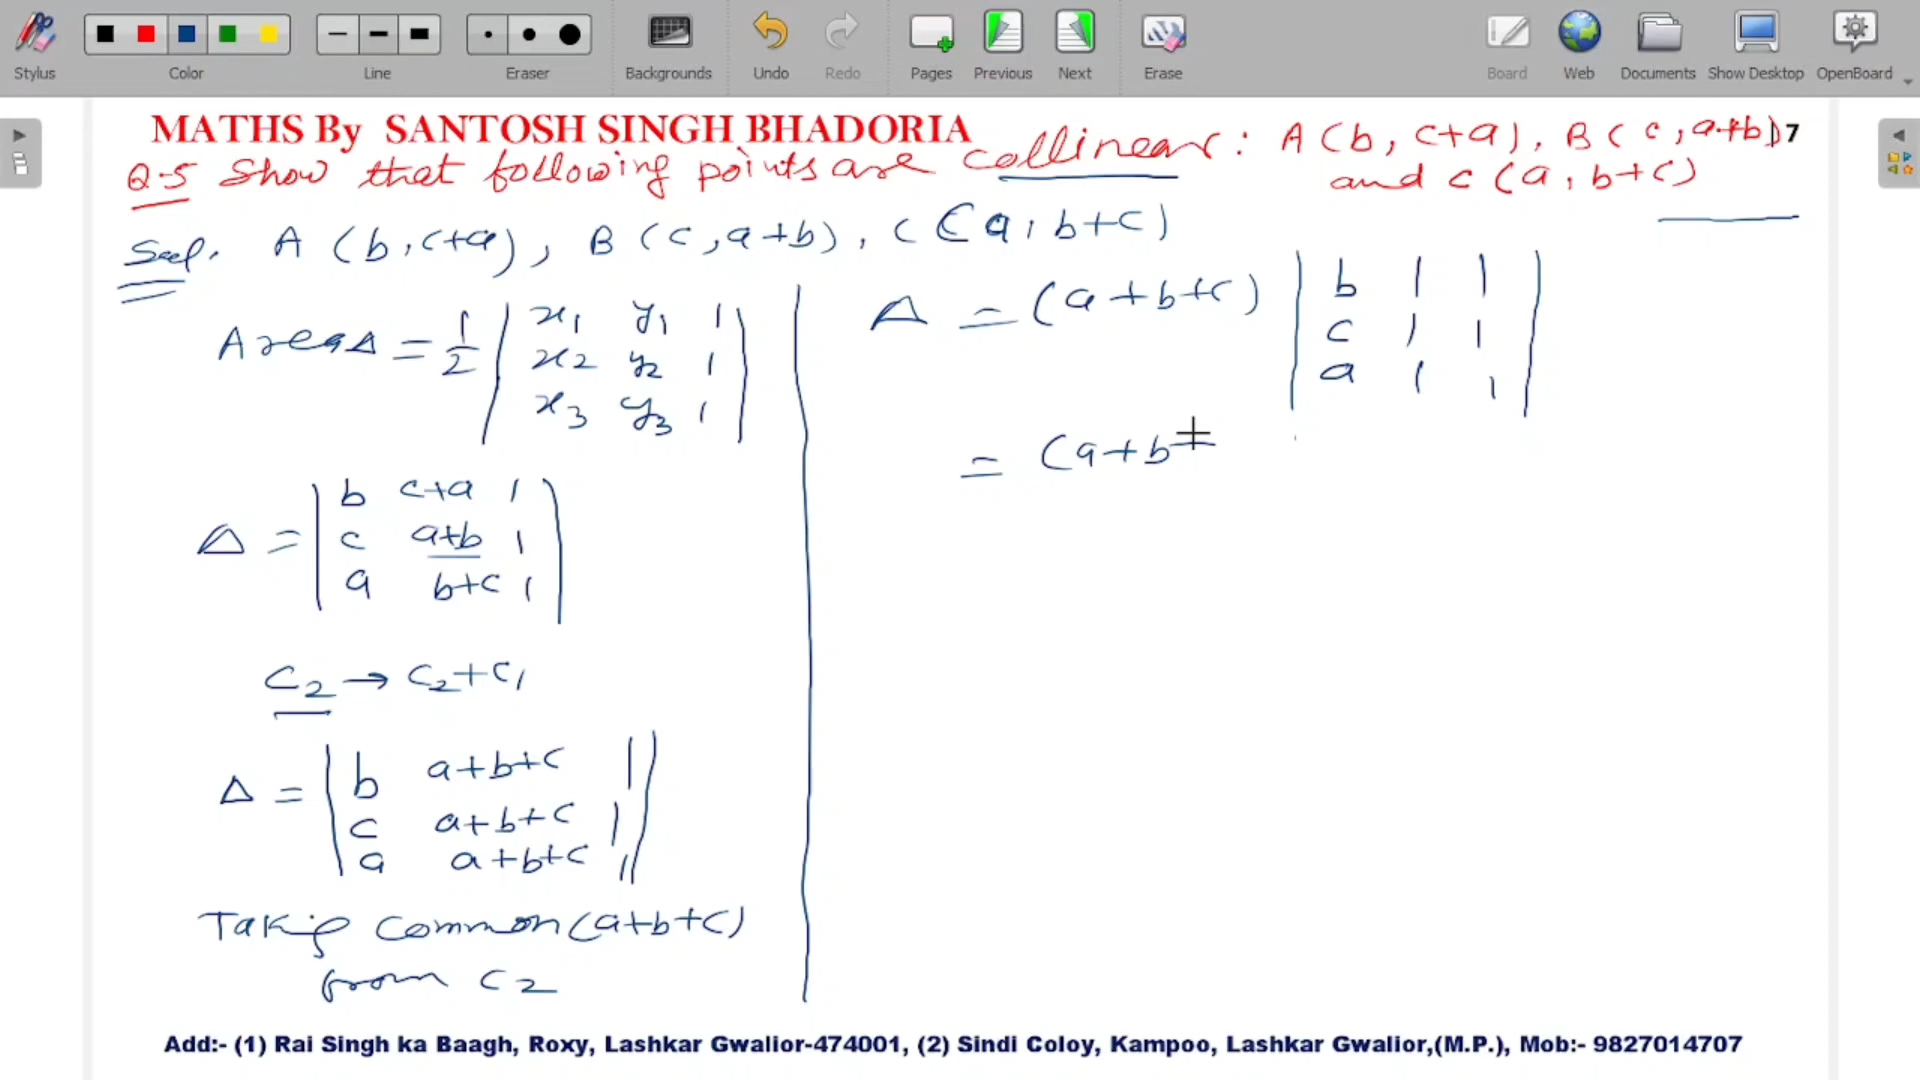 Stylus Color Line Eraser Backgrounds Undo Redo Pages Previous Next Erase Board Web Documents Show Desktop OpenBoard
MATHS By SANTOSH SINGH BHADORIA
17
Q-5 Show that following points are collinear : A (b, c+a), B (c, a+b)
and C (a, b+c)
Sol. A (b, c+a), B (c, a+b), C (a, b+c)
Area Δ = 1/2 | x1 y1 1 |
| x2 y2 1 |
| x3 y3 1 |
Δ = | b c+a 1 |
| c a+b 1 |
| a b+c 1 |
C2 → C2+C1
Δ = | b a+b+c 1 |
| c a+b+c 1 |
| a a+b+c 1 |
Taking common (a+b+c)
from C2
Δ = (a+b+c) | b 1 1 |
| c 1 1 |
| a 1 1 |
= (a+b+
Add:- (1) Rai Singh ka Baagh, Roxy, Lashkar Gwalior-474001, (2) Sindi Coloy, Kampoo, Lashkar Gwalior,(M.P.), Mob:- 9827014707